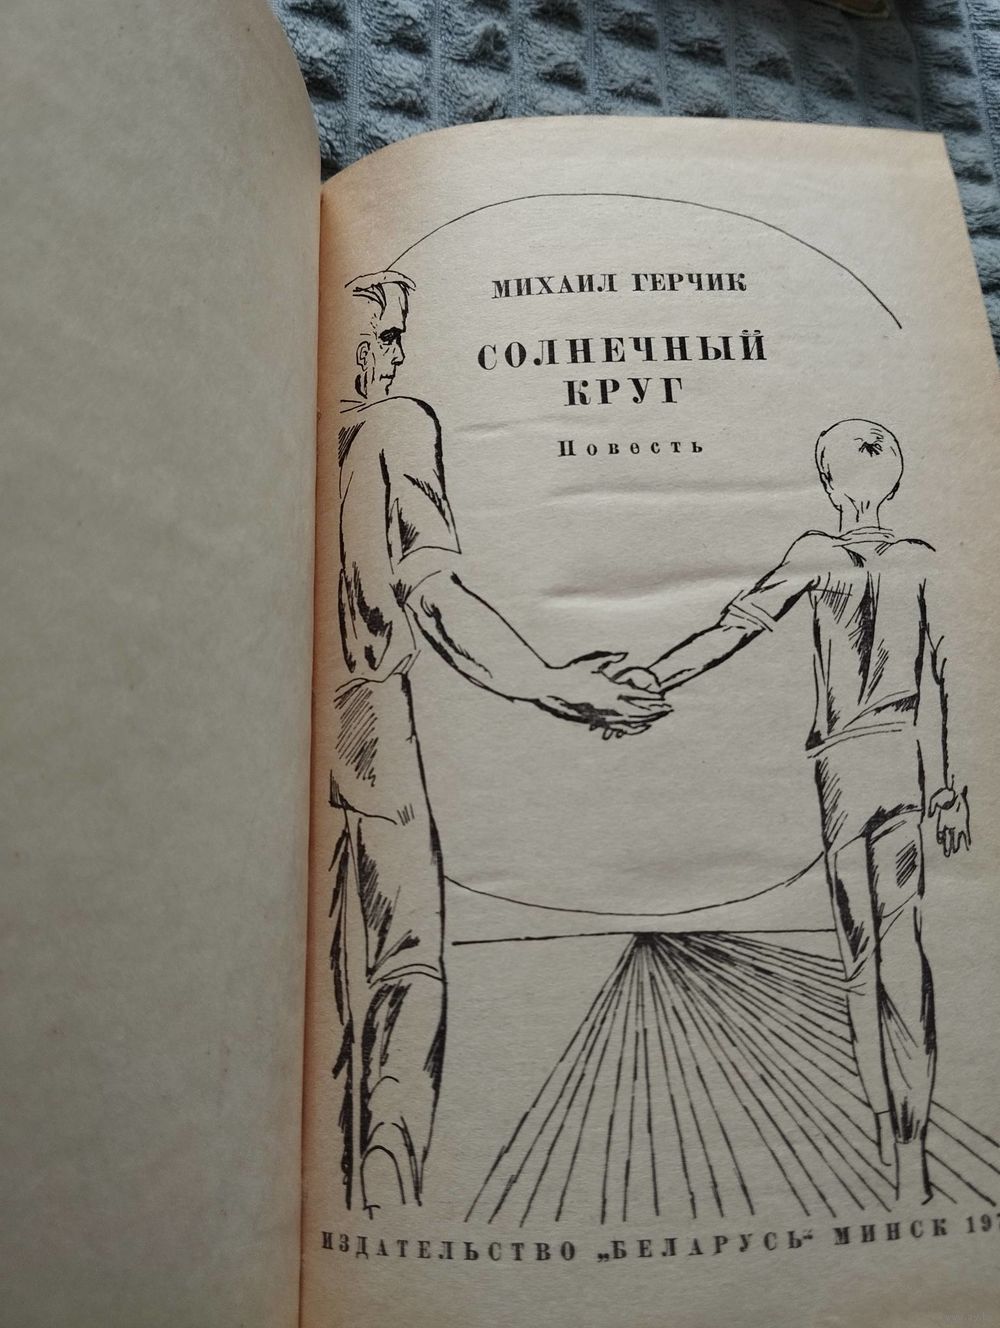 МИХАИЛ ГЕРЧИК
СОЛНЕЧНЫЙ
КРУГ
Повесть
ИЗДАТЕЛЬСТВО „БЕЛАРУСЬ“ МИНСК